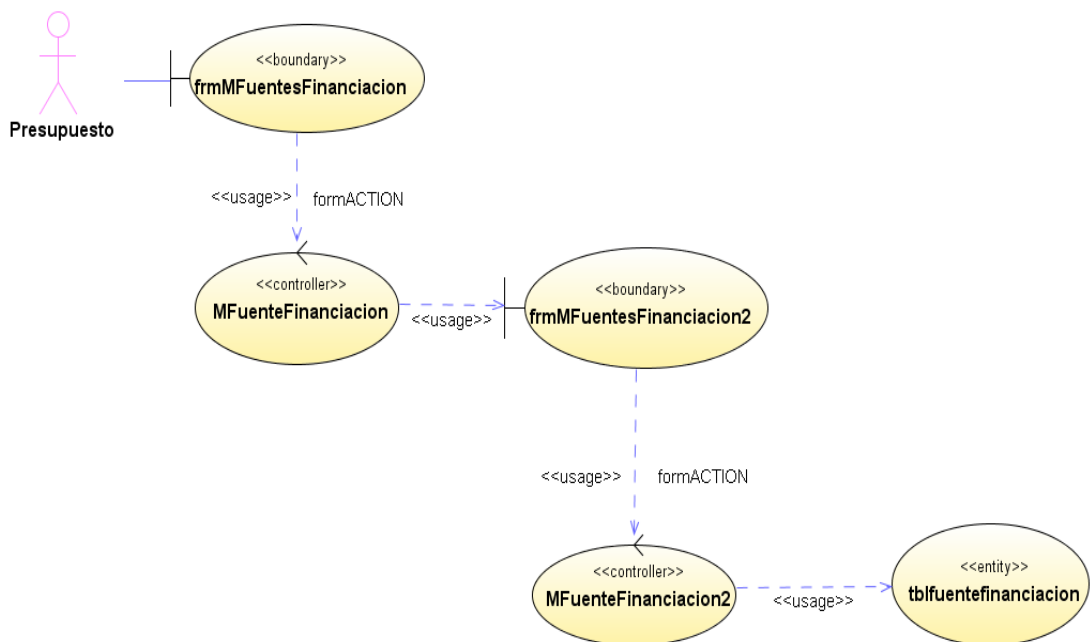 <<boundary>>
frmMFuentesFinanciacion
Presupuesto
<<usage>> formACTION
<<controller>>
MFuenteFinanciacion
<<usage>>
<<boundary>>
frmMFuentesFinanciacion2
<<usage>> formACTION
<<controller>>
MFuenteFinanciacion2
<<usage>>
<<entity>>
tblfuentefinanciacion